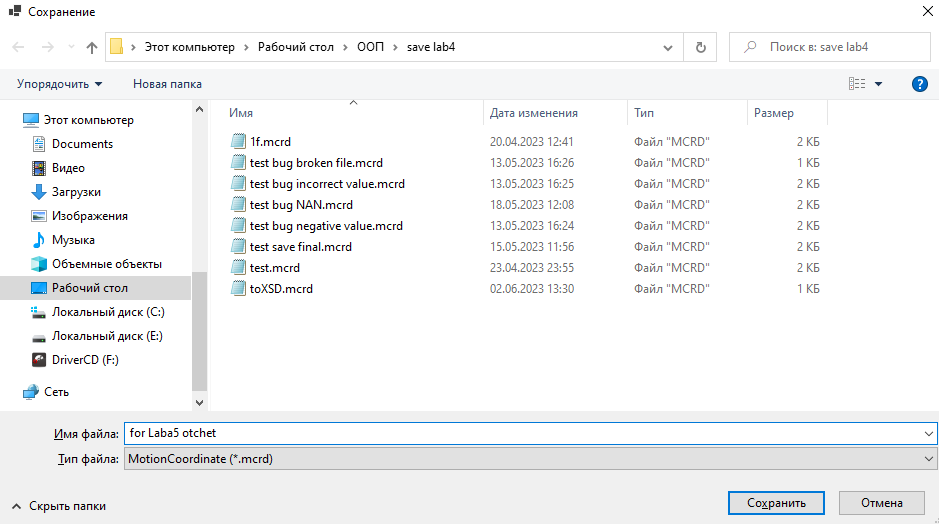 Сохранение
Этот компьютер > Рабочий стол > ООП > save lab4
Поиск в: save lab4
Упорядочить Новая папка
?
Имя Дата изменения Тип Размер
Этот компьютер
Documents
Видео
Загрузки
Изображения
Музыка
Объемные объекты
Рабочий стол
Локальный диск (C:)
Локальный диск (E:)
DriverCD (F:)
Сеть
1f.mcrd 20.04.2023 12:41 Файл "MCRD" 2 КБ
test bug broken file.mcrd 13.05.2023 16:26 Файл "MCRD" 1 КБ
test bug incorrect value.mcrd 13.05.2023 16:25 Файл "MCRD" 2 КБ
test bug NAN.mcrd 18.05.2023 12:08 Файл "MCRD" 2 КБ
test bug negative value.mcrd 13.05.2023 16:24 Файл "MCRD" 2 КБ
test save final.mcrd 15.05.2023 11:56 Файл "MCRD" 2 КБ
test.mcrd 23.04.2023 23:55 Файл "MCRD" 2 КБ
toXSD.mcrd 02.06.2023 13:30 Файл "MCRD" 1 КБ
Имя файла: for Laba5 otchet
Тип файла: MotionCoordinate (*.mcrd)
Скрыть папки
Сохранить Отмена